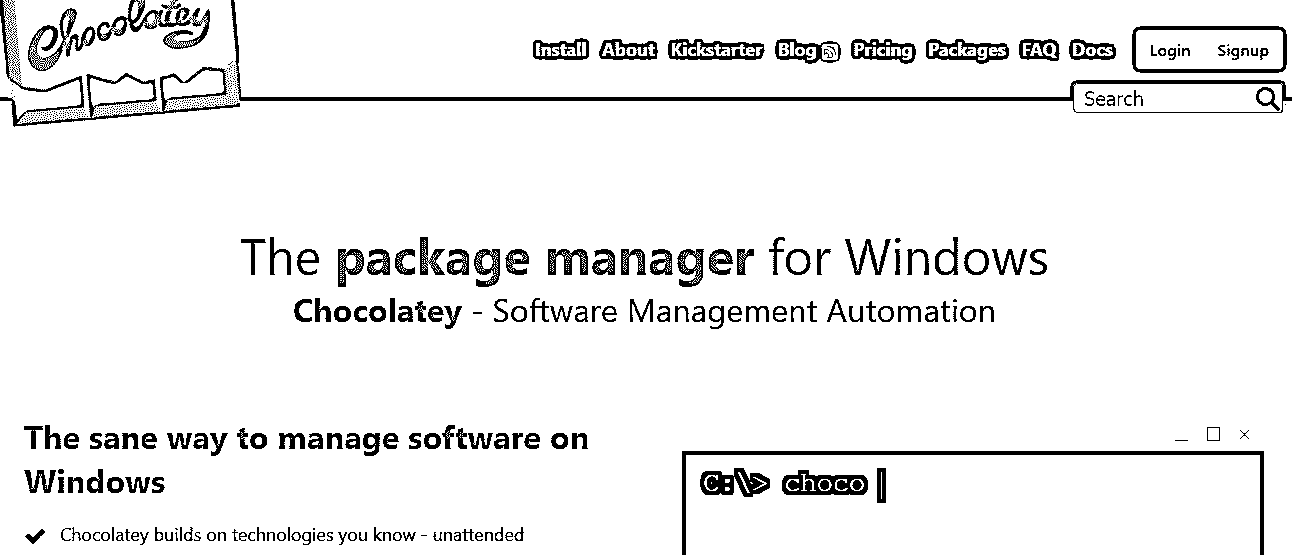 Chocolatey
Install About Kickstarter Blog Pricing Packages FAQ Docs Login Signup
Search
The package manager for Windows
Chocolatey - Software Management Automation
The sane way to manage software on
Windows
C:\> choco
Chocolatey builds on technologies you know - unattended